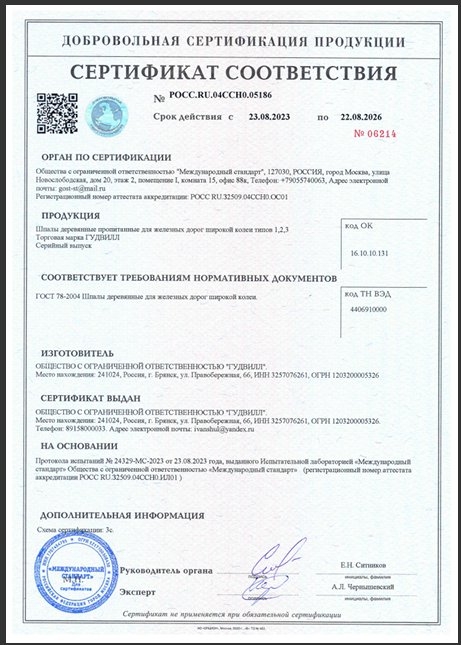 ДОБРОВОЛЬНАЯ СЕРТИФИКАЦИЯ ПРОДУКЦИИ
СЕРТИФИКАТ СООТВЕТСТВИЯ
№ РОСС.RU.04ССН0.05186
Срок действия с 23.08.2023 по 22.08.2026
№ 06214
ОРГАН ПО СЕРТИФИКАЦИИ
Общества с ограниченной ответственностью "Международный стандарт", 127030, РОССИЯ, город Москва, улица
Новослободская, дом 20, этаж 2, помещение I, комната 15, офис 88к, Телефон: +79055740063, Адрес электронной
почты: gost-st@mail.ru
Регистрационный номер аттестата аккредитации: РОСС RU.32509.04ССН0.ОС01
ПРОДУКЦИЯ
Шпалы деревянные пропитанные для железных дорог широкой колеи типов 1,2,3
Торговая марка ГУДВИЛЛ
Серийный выпуск
код ОК
16.10.10.131
СООТВЕТСТВУЕТ ТРЕБОВАНИЯМ НОРМАТИВНЫХ ДОКУМЕНТОВ
ГОСТ 78-2004 Шпалы деревянные для железных дорог широкой колеи.
код ТН ВЭД
4406910000
ИЗГОТОВИТЕЛЬ
ОБЩЕСТВО С ОГРАНИЧЕННОЙ ОТВЕТСТВЕННОСТЬЮ "ГУДВИЛЛ".
Место нахождения: 241024, Россия, г. Брянск, ул. Правобережная, 66, ИНН 3257076261, ОГРН 1203200005326
СЕРТИФИКАТ ВЫДАН
ОБЩЕСТВО С ОГРАНИЧЕННОЙ ОТВЕТСТВЕННОСТЬЮ "ГУДВИЛЛ".
Место нахождения: 241024, Россия, г. Брянск, ул. Правобережная, 66, ИНН 3257076261, ОГРН 1203200005326.
Телефон: 89158000033. Адрес электронной почты: ivanshul@yandex.ru
НА ОСНОВАНИИ
Протокола испытаний № 24329-МС-2023 от 23.08.2023 года, выданного Испытательной лабораторией «Международный
стандарт» Общества с ограниченной ответственностью «Международный стандарт» (регистрационный номер аттестата
аккредитации РОСС RU.32509.04ССН0.ИЛ01 )
ДОПОЛНИТЕЛЬНАЯ ИНФОРМАЦИЯ
Схема сертификации: 3с.
«МЕЖДУНАРОДНЫЙ
СТАНДАРТ»
М.П.
Для
сертификатов
Руководитель органа
подпись
Е.Н. Ситников
инициалы, фамилия
Эксперт
подпись
А.Л. Чернышевский
инициалы, фамилия
Сертификат не применяется при обязательной сертификации